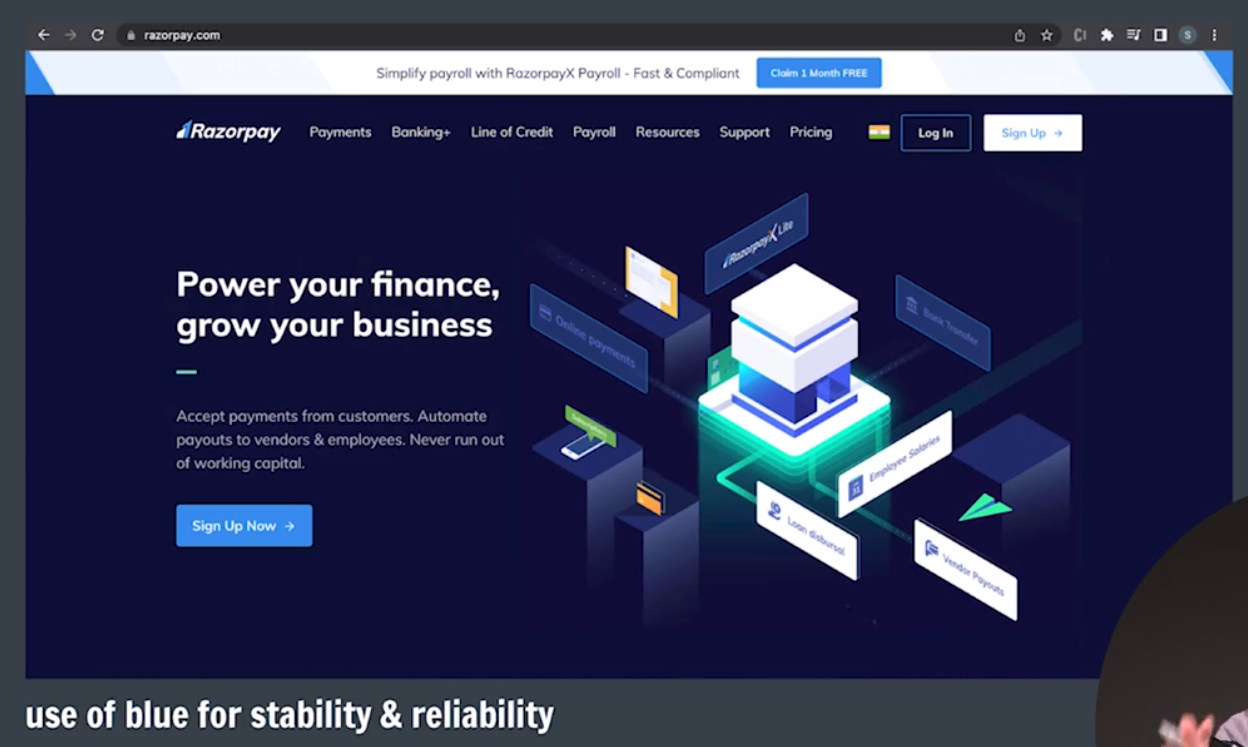 razorpay.com
S
Simplify payroll with RazorpayX Payroll - Fast & Compliant
Claim 1 Month FREE
Razorpay
Payments
Banking+
Line of Credit
Payroll
Resources
Support
Pricing
Log In
Sign Up →
Power your finance,
grow your business
Accept payments from customers. Automate
payouts to vendors & employees. Never run out
of working capital.
Sign Up Now →
RazorpayX Lite
Online payments
Bank Transfer
Subscriptions
31
Employee Salaries
Loan disbursal
Vendor Payouts
use of blue for stability & reliability